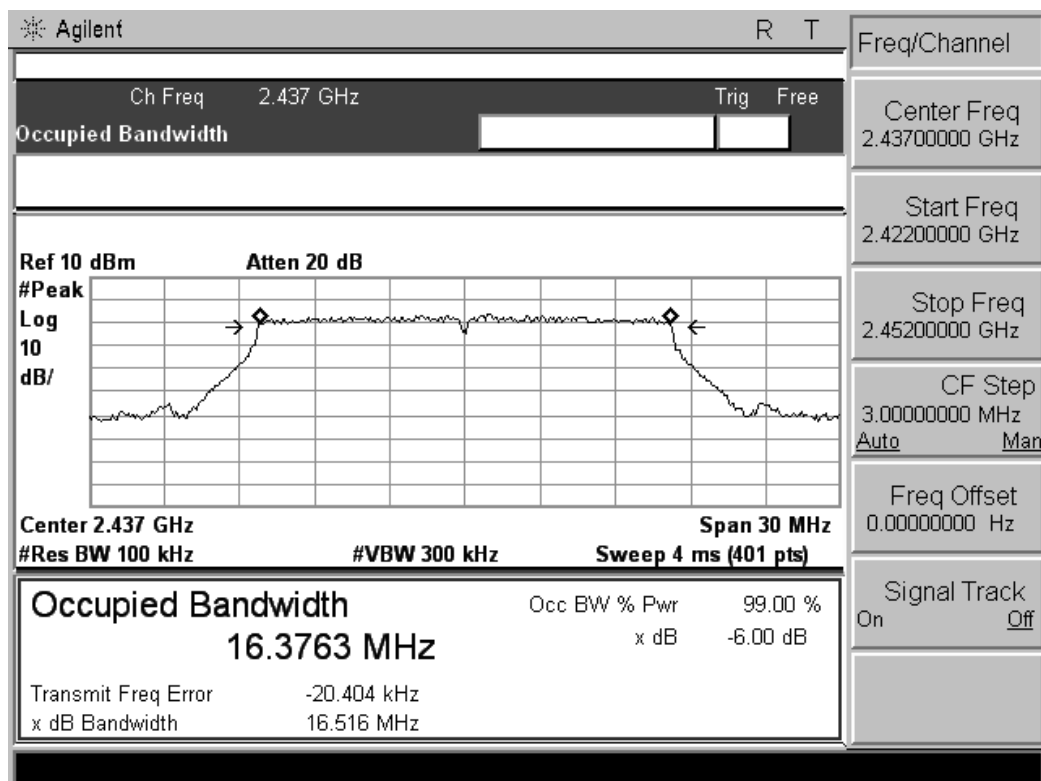 Agilent R T
Ch Freq 2.437 GHz Trig Free
Occupied Bandwidth
Ref 10 dBm Atten 20 dB
#Peak
Log
10
dB/
Center 2.437 GHz Span 30 MHz
#Res BW 100 kHz #VBW 300 kHz Sweep 4 ms (401 pts)
Occupied Bandwidth
16.3763 MHz
Occ BW % Pwr 99.00 %
x dB -6.00 dB
Transmit Freq Error -20.404 kHz
x dB Bandwidth 16.516 MHz
Freq/Channel
Center Freq
2.43700000 GHz
Start Freq
2.42200000 GHz
Stop Freq
2.45200000 GHz
CF Step
3.00000000 MHz
Auto Man
Freq Offset
0.00000000 Hz
Signal Track
On Off